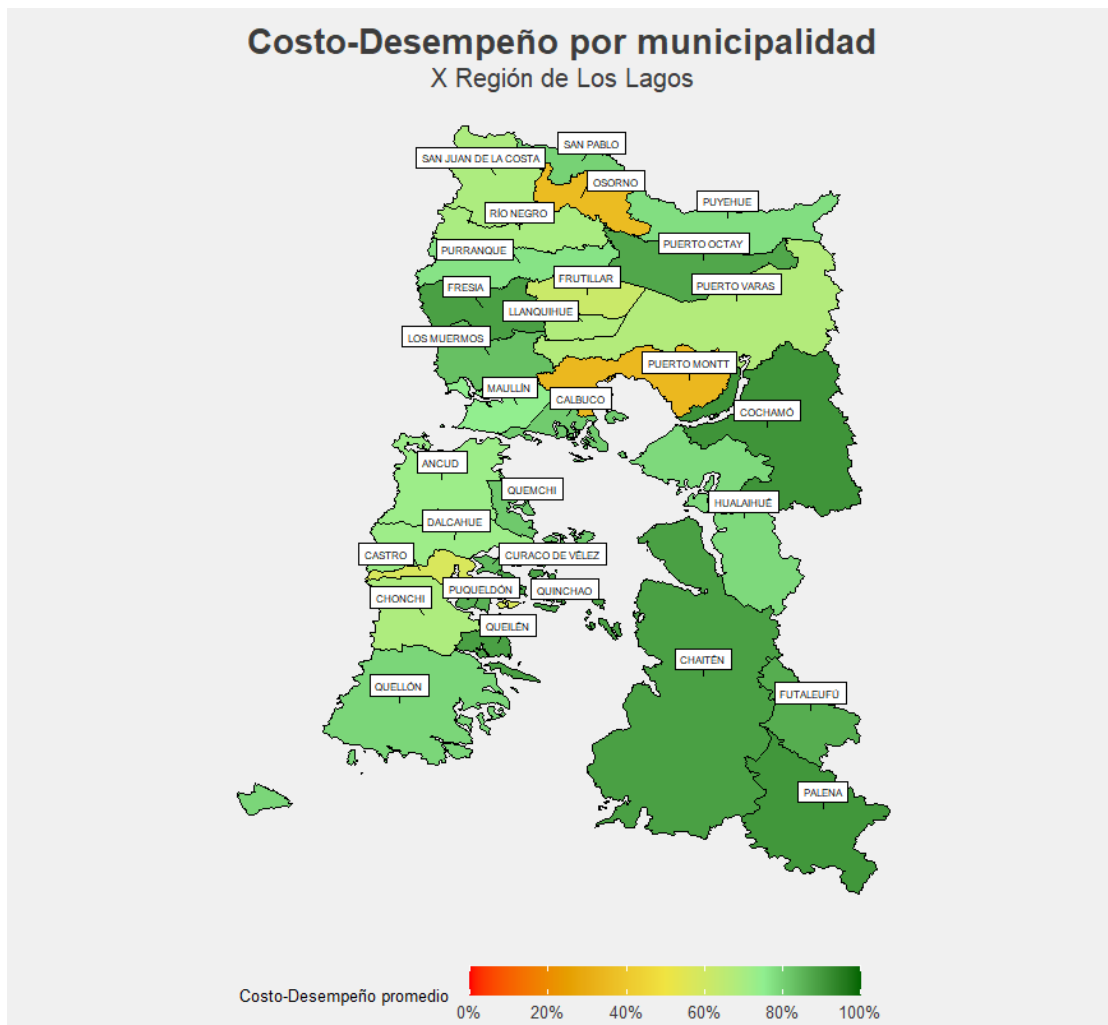 Costo-Desempeño por municipalidad
X Región de Los Lagos
SAN PABLO
SAN JUAN DE LA COSTA
OSORNO
PUYEHUE
RÍO NEGRO
PUERTO OCTAY
PURRANQUE
FRUTILLAR
PUERTO VARAS
FRESIA
LLANQUIHUE
LOS MUERMOS
PUERTO MONTT
MAULLÍN
CALBUCO
COCHAMÓ
ANCUD
QUEMCHI
HUALAIHUÉ
DALCAHUE
CASTRO
CURACO DE VÉLEZ
PUQUELDÓN
QUINCHAO
CHONCHI
QUEILÉN
CHAITÉN
QUELLÓN
FUTALEUFÚ
PALENA
Costo-Desempeño promedio
0% 20% 40% 60% 80% 100%